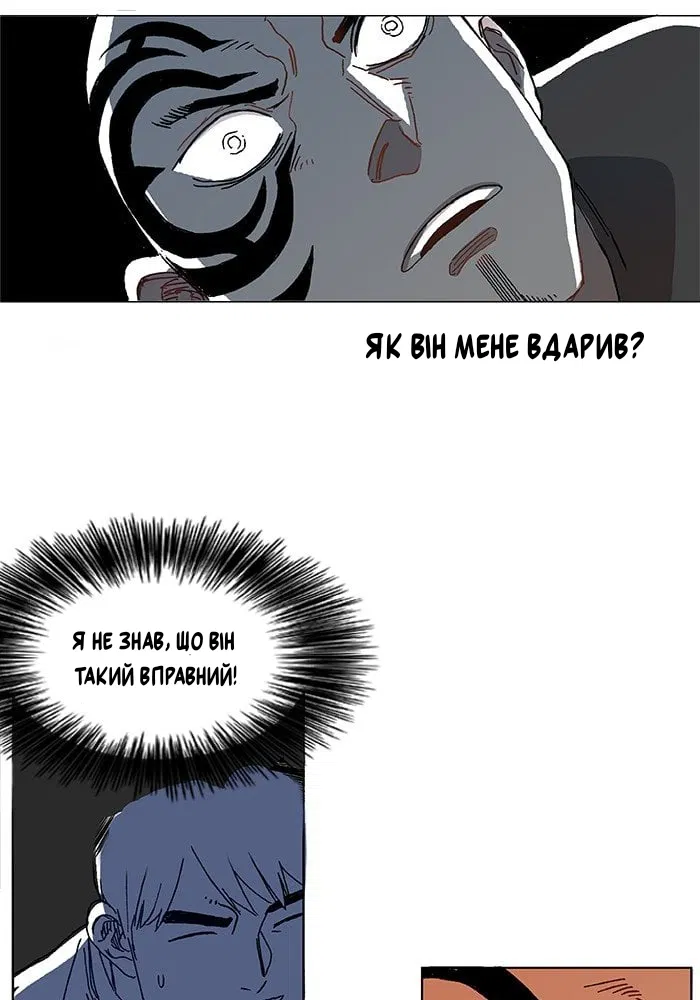 ЯК ВІН МЕНЕ ВДАРИВ?
Я НЕ ЗНАВ, ЩО ВІН
ТАКИЙ ВПРАВНИЙ!